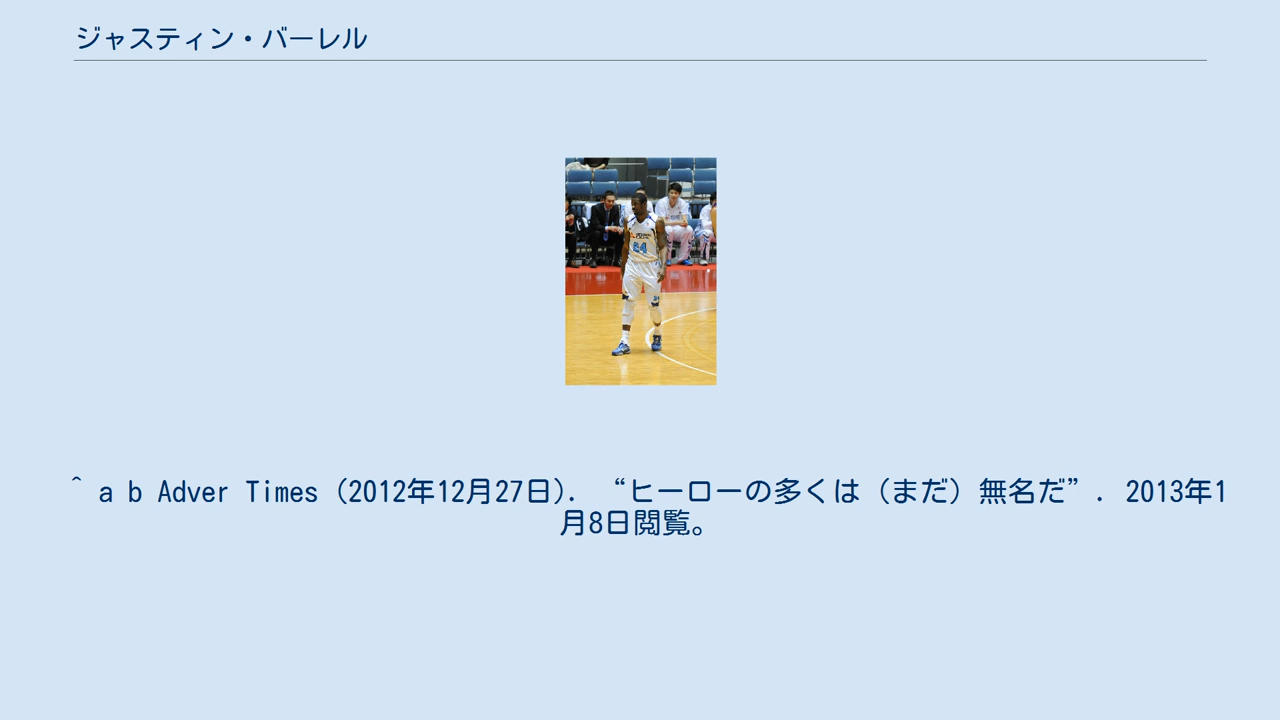 ジャスティン・バーレル
24
^ a b Adver Times (2012年12月27日). “ヒーローの多くは（まだ）無名だ”. 2013年1
月8日閲覧。